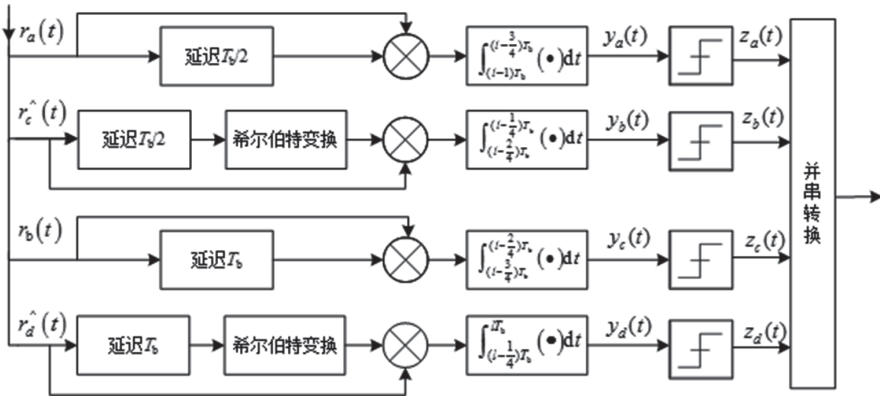 r_a(t) 延迟T_b/2 ∫_{(i-1)T_b}^{(i-3/4)T_b}(•)dt y_a(t) z_a(t)
r_c^(t) 延迟T_b/2 希尔伯特变换 ∫_{(i-2/4)T_b}^{(i-1/4)T_b}(•)dt y_b(t) z_b(t)
r_b(t) 延迟T_b ∫_{(i-3/4)T_b}^{(i-2/4)T_b}(•)dt y_c(t) z_c(t)
r_d^(t) 延迟T_b 希尔伯特变换 ∫_{(i-1/4)T_b}^{iT_b}(•)dt y_d(t) z_d(t)
并串转换